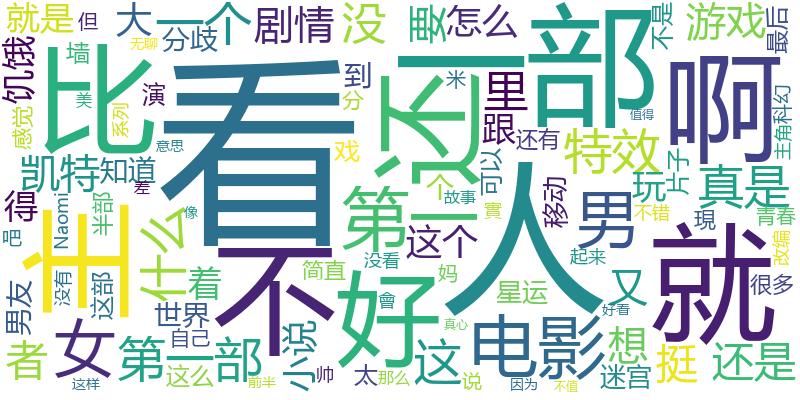 就是
但
大
一个
剧情
没
要
怎么
不是
游戏
最后
饥饿
墙
无聊
分歧
比
看
还
部
啊
到
里
演
分
米
值得
感觉
美
系列
意思
跟
还有
特效
片子
主角
科幻
凯特
知道
戏
可以
玩
真是
得
差
第
个
故事
男
不错
Naomi
半部
像
什么
主
不
这个
人
實
移动
現
青春
没有
这部
着
没看
妈
起来
就
改编
简直
星运
又
很多
男友
世界
好
會
好看
女
自己
小说
真心
电影
想
者
第一部
这
挺
还是
这么
帅
太
迷宫
这样
前半
那么
说
因为
不值